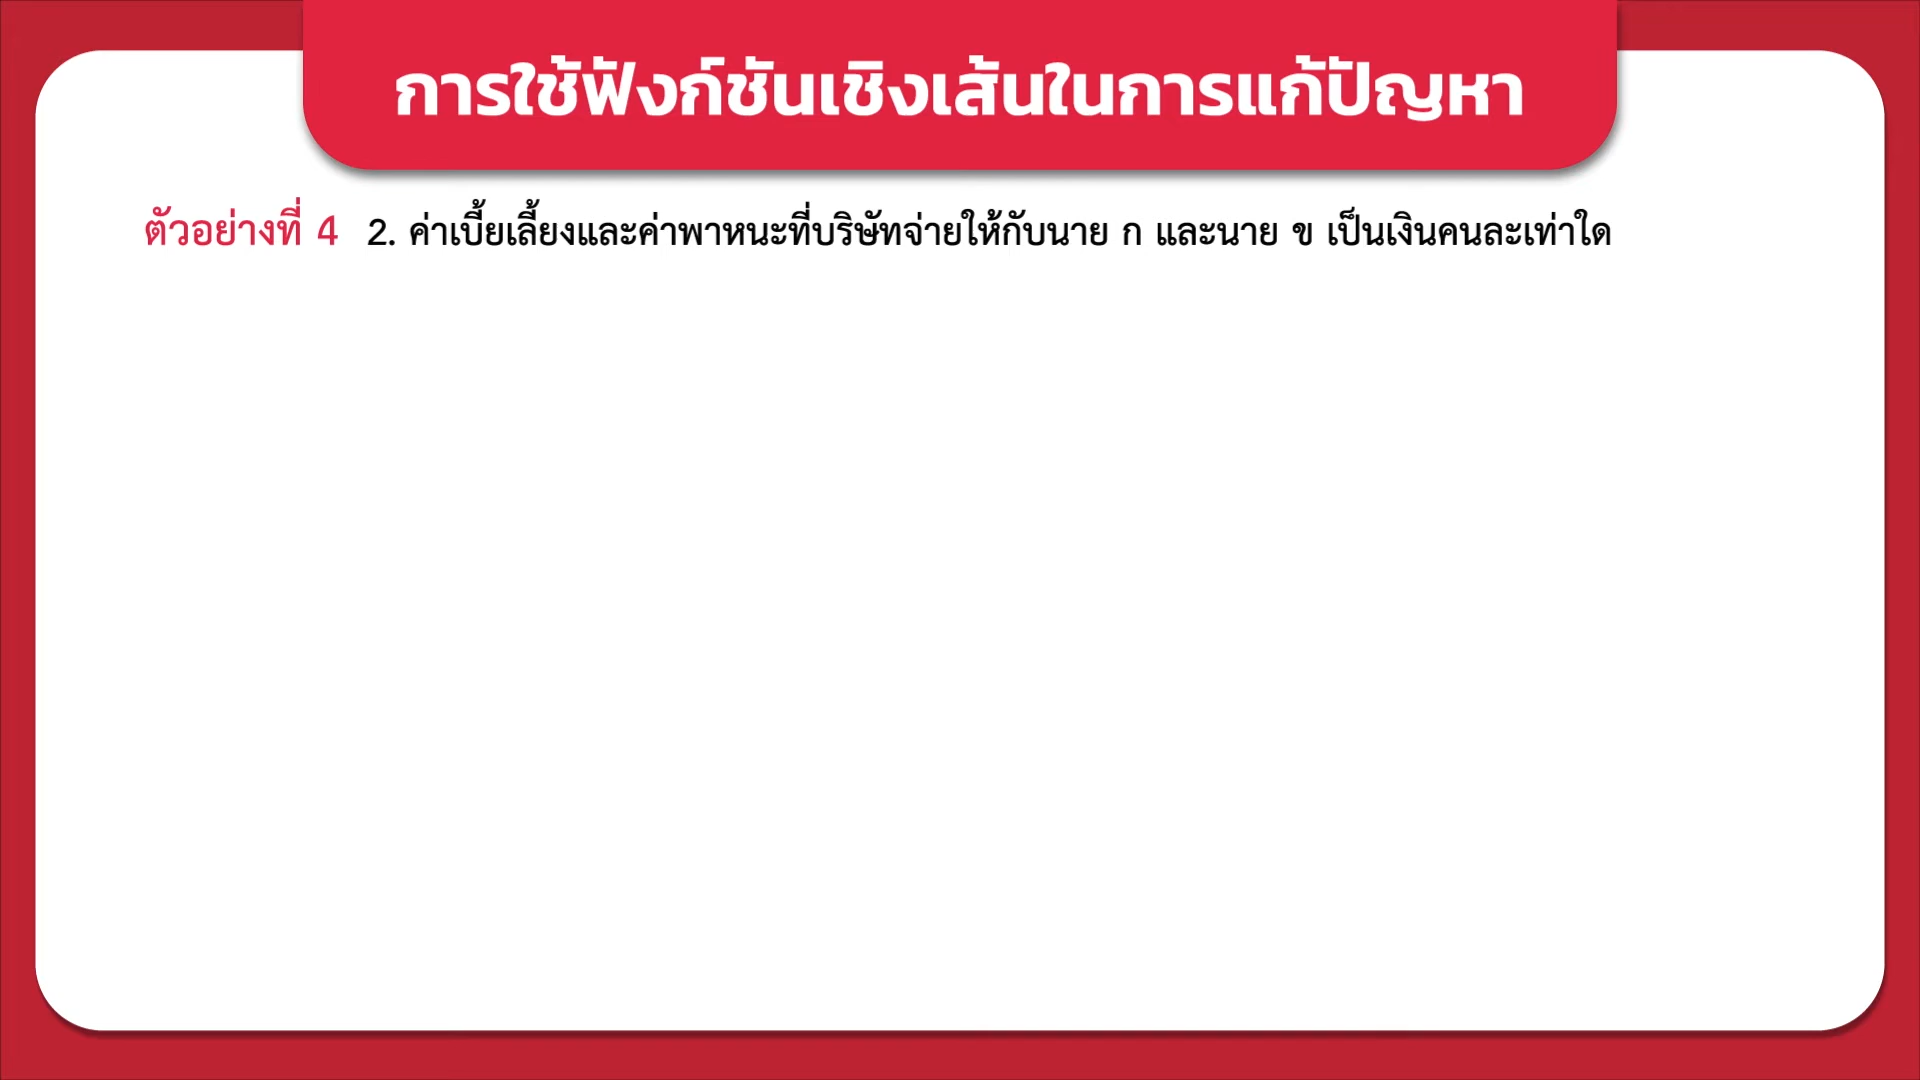 การใช้ฟังก์ชันเชิงเส้นในการแก้ปัญหา
ตัวอย่างที่ 4 2. ค่าเบี้ยเลี้ยงและค่าพาหนะที่บริษัทจ่ายให้กับนาย ก และนาย ข เป็นเงินคนละเท่าใด